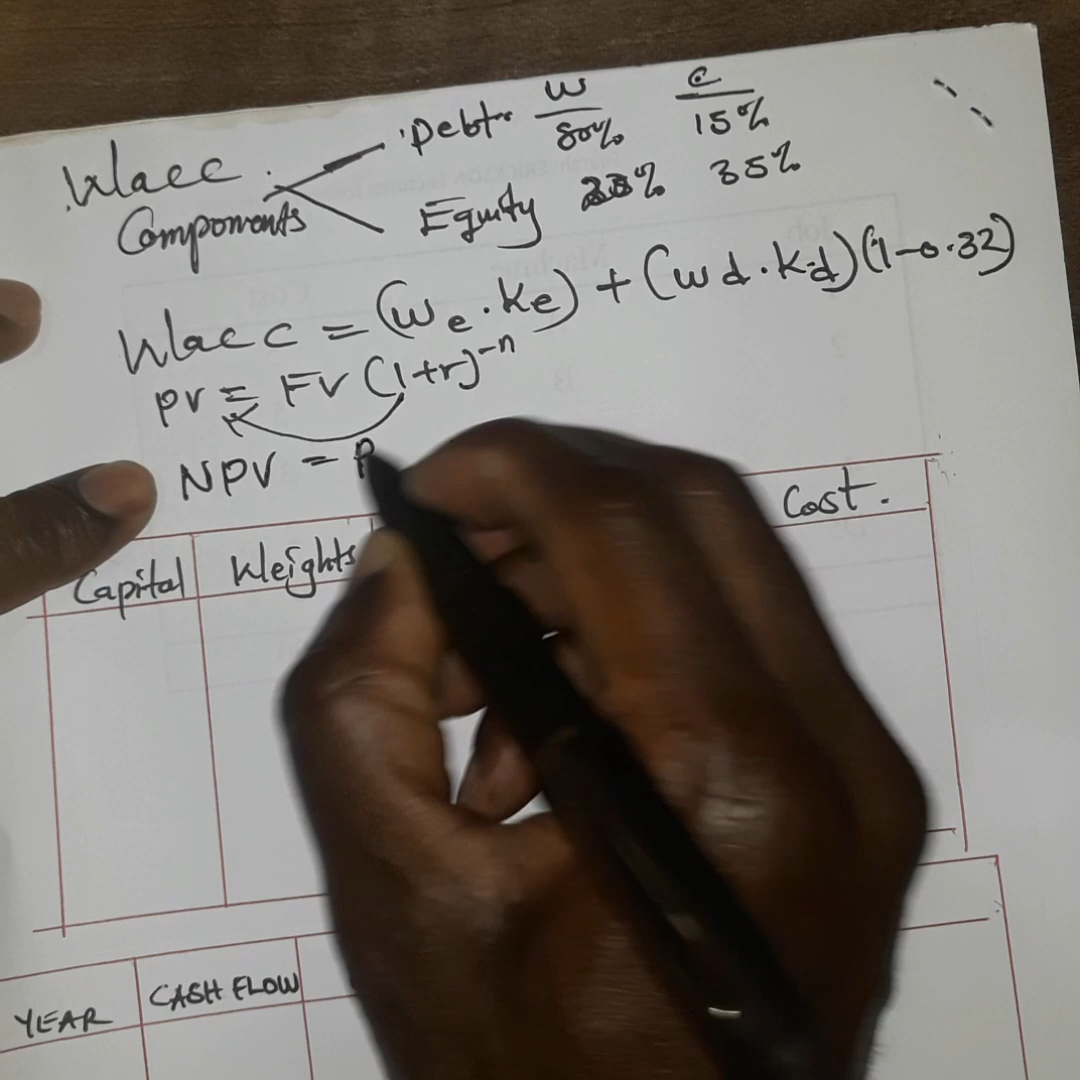 W C
Debt 80% 15%
Wacc.
Components
Equity 35%
Wacc = (we.ke) + (wd.kd)(1-0.32)
PV = FV (1+r)-n
NPV = P
Capital Weights Cost.
YEAR CASH FLOW